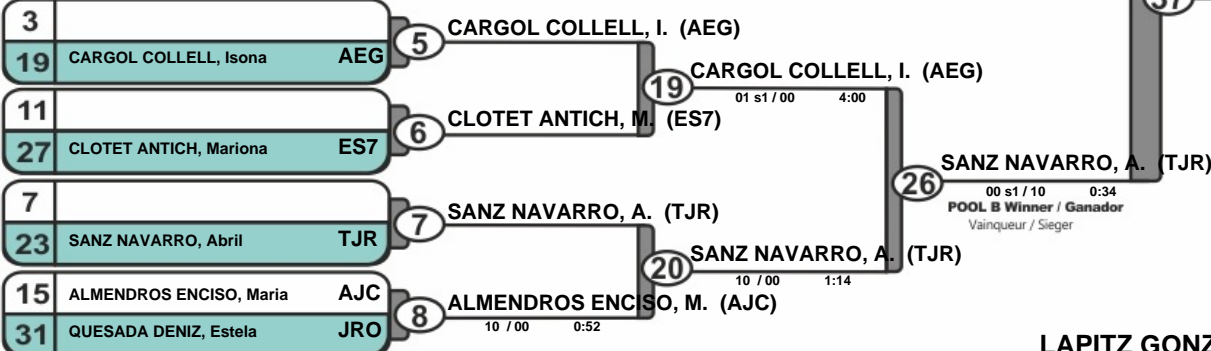 3
19 CARGOL COLLELL, Isona AEG
5 CARGOL COLLELL, I. (AEG)
19 CARGOL COLLELL, I. (AEG)
01 s1 / 00 4:00
11
27 CLOTET ANTICH, Mariona ES7
6 CLOTET ANTICH, M. (ES7)
37
26 SANZ NAVARRO, A. (TJR)
00 s1 / 10 0:34
POOL B Winner / Ganador
Vainqueur / Sieger
7
23 SANZ NAVARRO, Abril TJR
7 SANZ NAVARRO, A. (TJR)
20 SANZ NAVARRO, A. (TJR)
10 / 00 1:14
15 ALMENDROS ENCISO, Maria AJC
31 QUESADA DENIZ, Estela JRO
8 ALMENDROS ENCISO, M. (AJC)
10 / 00 0:52
LAPITZ GONZ